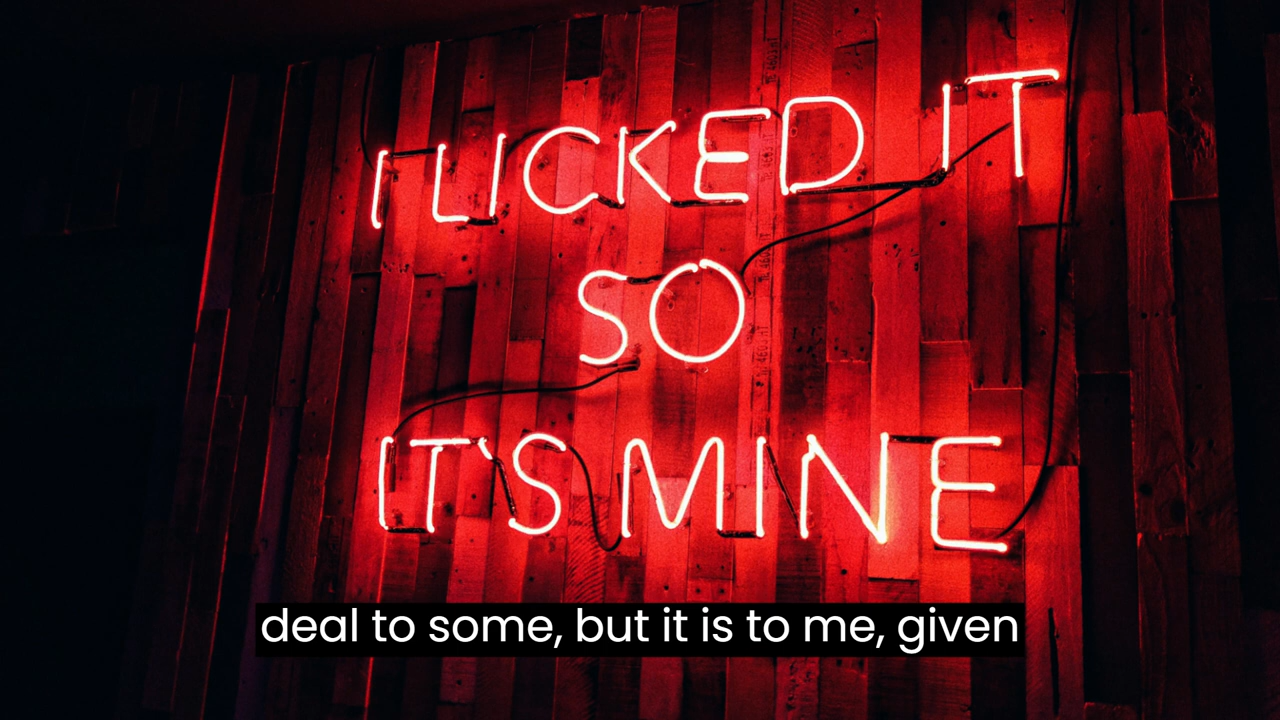 I LICKED IT
SO
IT'S MINE
deal to some, but it is to me, given